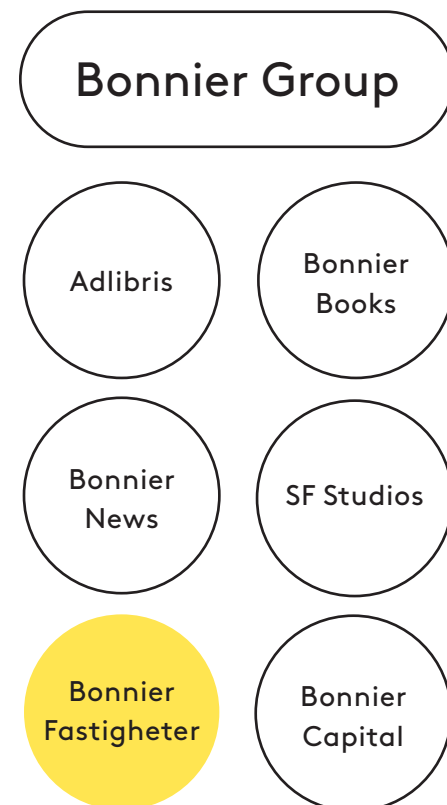 Bonnier Group
Adlibris
Bonnier
Books
Bonnier
News
SF Studios
Bonnier
Fastigheter
Bonnier
Capital